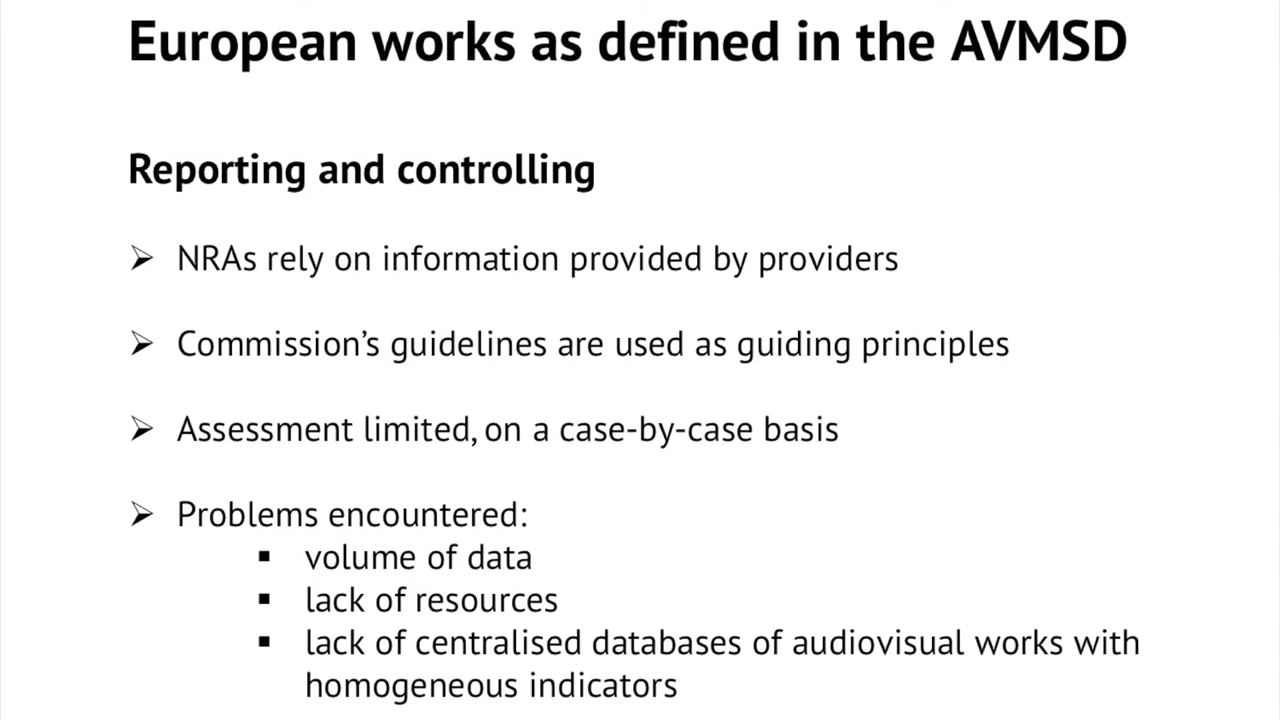 European works as defined in the AVMSD
Reporting and controlling
➢ NRAs rely on information provided by providers
➢ Commission’s guidelines are used as guiding principles
➢ Assessment limited, on a case-by-case basis
➢ Problems encountered:
▪ volume of data
▪ lack of resources
▪ lack of centralised databases of audiovisual works with
homogeneous indicators